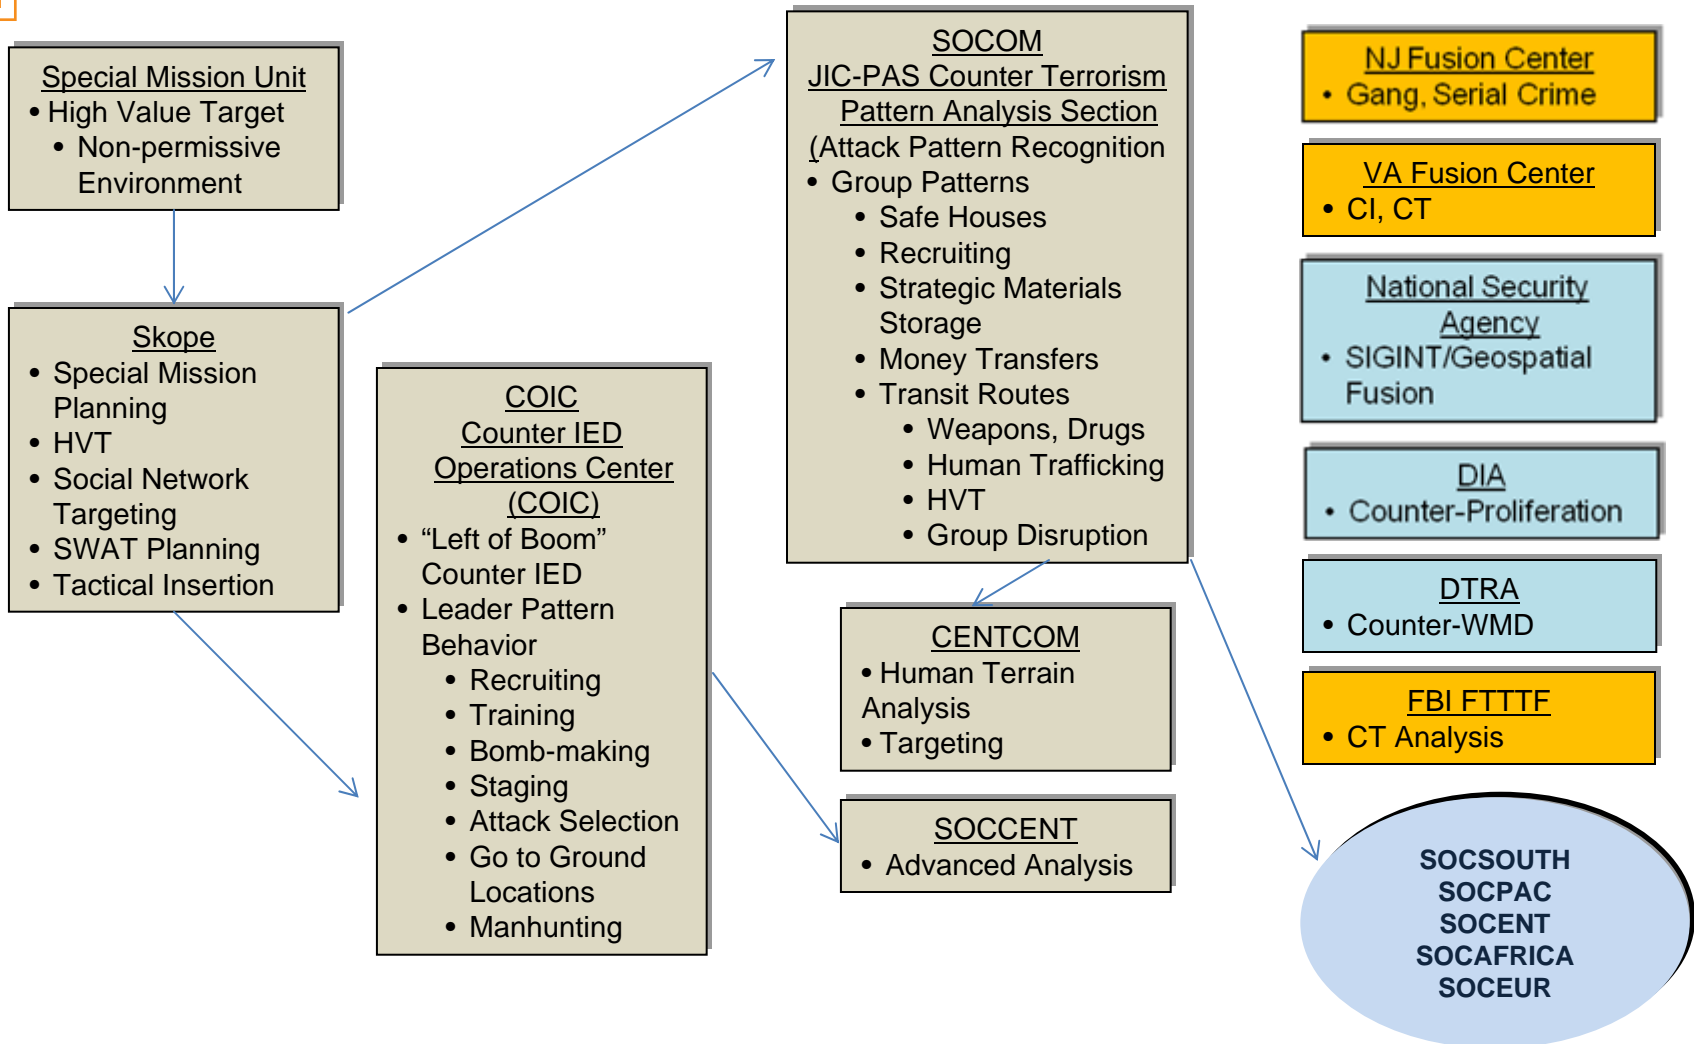 Special Mission Unit
• High Value Target
• Non-permissive
Environment
Skope
• Special Mission
Planning
• HVT
• Social Network
Targeting
• SWAT Planning
• Tactical Insertion
COIC
Counter IED
Operations Center
(COIC)
• “Left of Boom”
Counter IED
• Leader Pattern
Behavior
• Recruiting
• Training
• Bomb-making
• Staging
• Attack Selection
• Go to Ground
Locations
• Manhunting
SOCOM
JIC-PAS Counter Terrorism
Pattern Analysis Section
(Attack Pattern Recognition
• Group Patterns
• Safe Houses
• Recruiting
• Strategic Materials
Storage
• Money Transfers
• Transit Routes
• Weapons, Drugs
• Human Trafficking
• HVT
• Group Disruption
CENTCOM
• Human Terrain
Analysis
• Targeting
SOCCENT
• Advanced Analysis
NJ Fusion Center
• Gang, Serial Crime
VA Fusion Center
• CI, CT
National Security
Agency
• SIGINT/Geospatial
Fusion
DIA
• Counter-Proliferation
DTRA
• Counter-WMD
FBI FTTTF
• CT Analysis
SOCSOUTH
SOCPAC
SOCENT
SOCAFRICA
SOCEUR